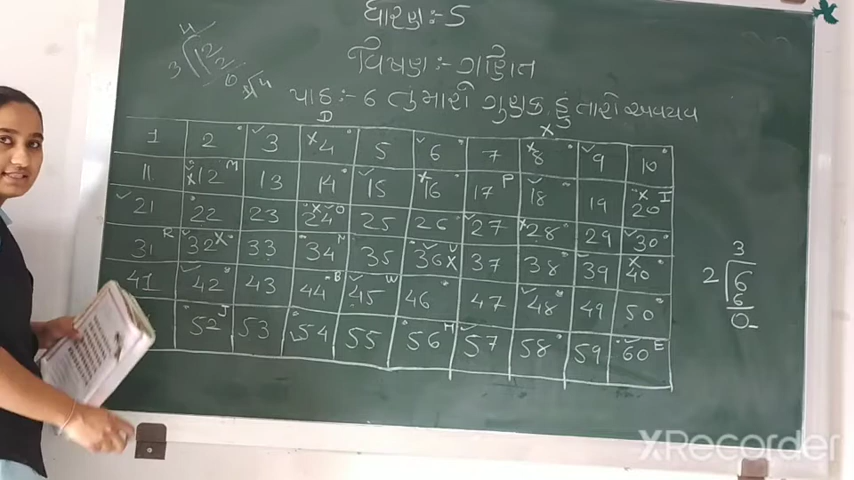 ધોરણ:-5
વિષય:- ગણિત
પાઠ:-6 હું તમારો ગુણક હું તારો અવયવ
1 2 3 4 5 6 7 8 9 10
11 12 13 14 15 16 17 18 19 20
21 22 23 24 25 26 27 28 29 30
31 32 33 34 35 36 37 38 39 40
41 42 43 44 45 46 47 48 49 50
52 53 54 55 56 57 58 59 60
3
2 6
6
0
XRecorder